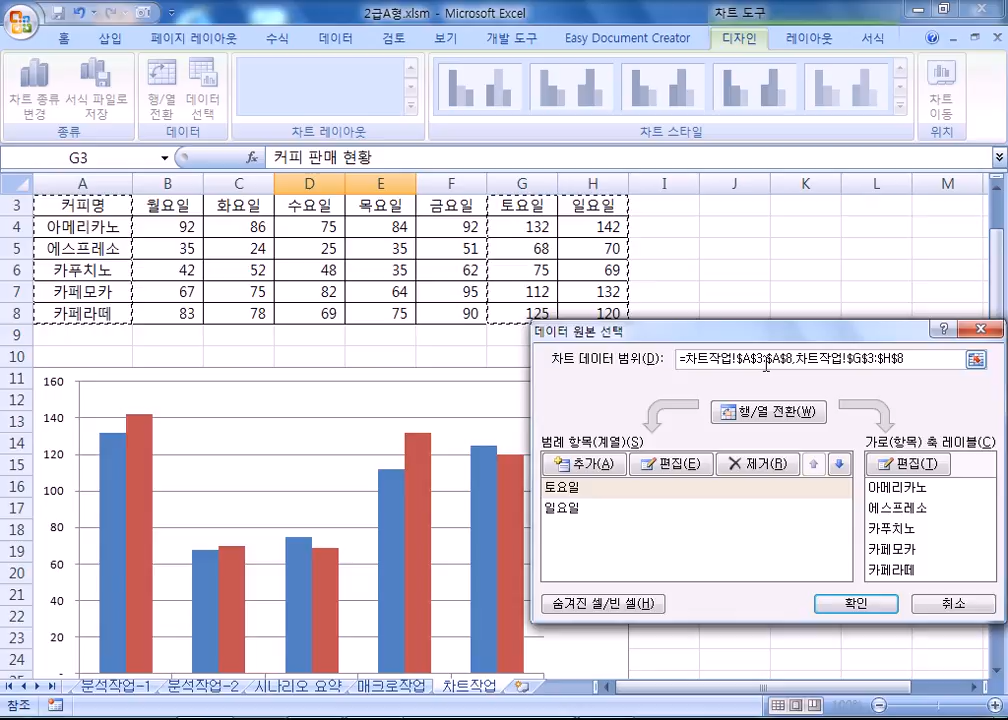 2급A형.xlsm - Microsoft Excel
차트 도구
홈 삽입 페이지 레이아웃 수식 데이터 검토 보기 개발 도구 Easy Document Creator 디자인 레이아웃 서식
차트 종류 변경 서식 파일로 저장 행/열 전환 데이터 선택 차트 이동
종류 데이터 차트 레이아웃 차트 스타일 위치
G3 fx 커피 판매 현황
A B C D E F G H I J K L M
3 커피명 월요일 화요일 수요일 목요일 금요일 토요일 일요일
4 아메리카노 92 86 75 84 92 132 142
5 에스프레소 35 24 25 35 51 68 70
6 카푸치노 42 52 48 35 62 75 69
7 카페모카 67 75 82 64 95 112 132
8 카페라떼 83 78 69 75 90 125 120
9
10
11
12
13
14
15
16
17
18
19
20
21
22
23
24
160
140
120
100
80
60
40
20
-
데이터 원본 선택
차트 데이터 범위(D): =차트작업!$A$3:$A$8,차트작업!$G$3:$H$8
행/열 전환(W)
범례 항목(계열)(S) 가로(항목) 축 레이블(C)
추가(A) 편집(E) 제거(R) 편집(T)
토요일 아메리카노
일요일 에스프레소
카푸치노
카페모카
카페라떼
숨겨진 셀/빈 셀(H) 확인 취소
분석작업-1 분석작업-2 시나리오 요약 매크로작업 차트작업
참조 100%